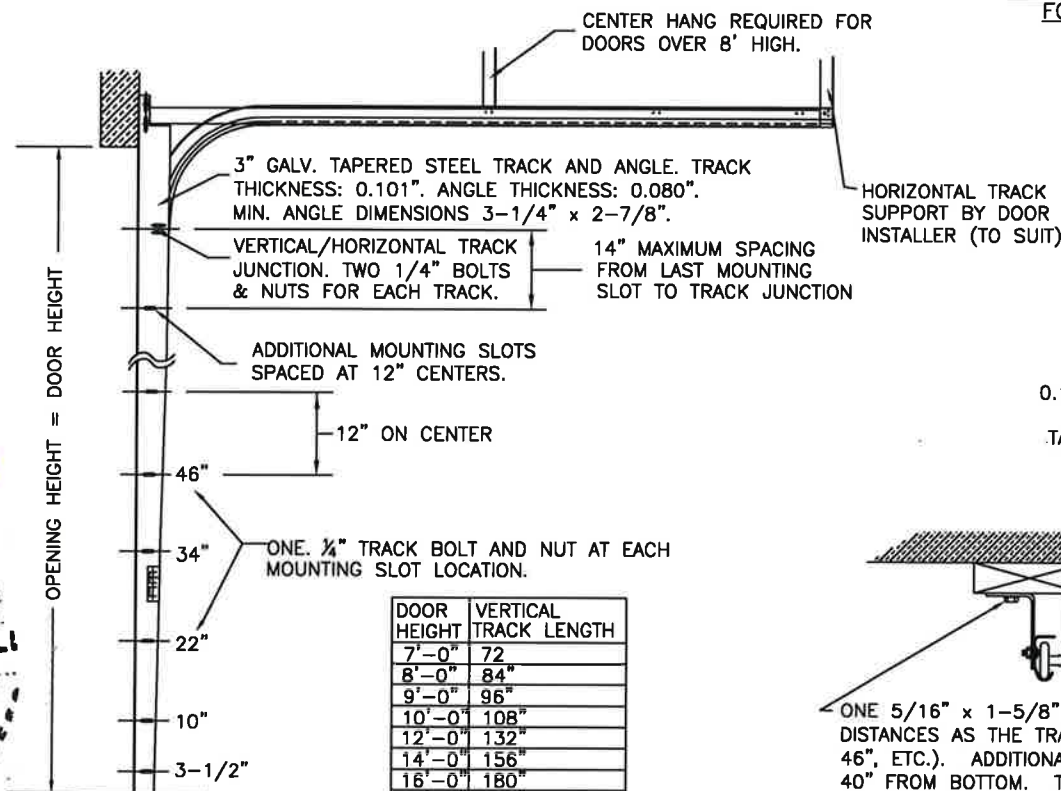 FO
CENTER HANG REQUIRED FOR
DOORS OVER 8' HIGH.
3" GALV. TAPERED STEEL TRACK AND ANGLE. TRACK
THICKNESS: 0.101". ANGLE THICKNESS: 0.080".
MIN. ANGLE DIMENSIONS 3-1/4" x 2-7/8".
HORIZONTAL TRACK
SUPPORT BY DOOR
INSTALLER (TO SUIT)
VERTICAL/HORIZONTAL TRACK
JUNCTION. TWO 1/4" BOLTS
& NUTS FOR EACH TRACK.
14" MAXIMUM SPACING
FROM LAST MOUNTING
SLOT TO TRACK JUNCTION
ADDITIONAL MOUNTING SLOTS
SPACED AT 12" CENTERS.
OPENING HEIGHT = DOOR HEIGHT
12" ON CENTER
0.
TA
46"
34"
ONE. ¼" TRACK BOLT AND NUT AT EACH
MOUNTING SLOT LOCATION.
22"
10"
3-1/2"
DOOR HEIGHT VERTICAL TRACK LENGTH
7'-0" 72
8'-0" 84"
9'-0" 96"
10'-0" 108"
12'-0" 132"
14'-0" 156"
16'-0" 180"
ONE 5/16" x 1-5/8"
DISTANCES AS THE TRA
46", ETC.). ADDITIONA
40" FROM BOTTOM. T